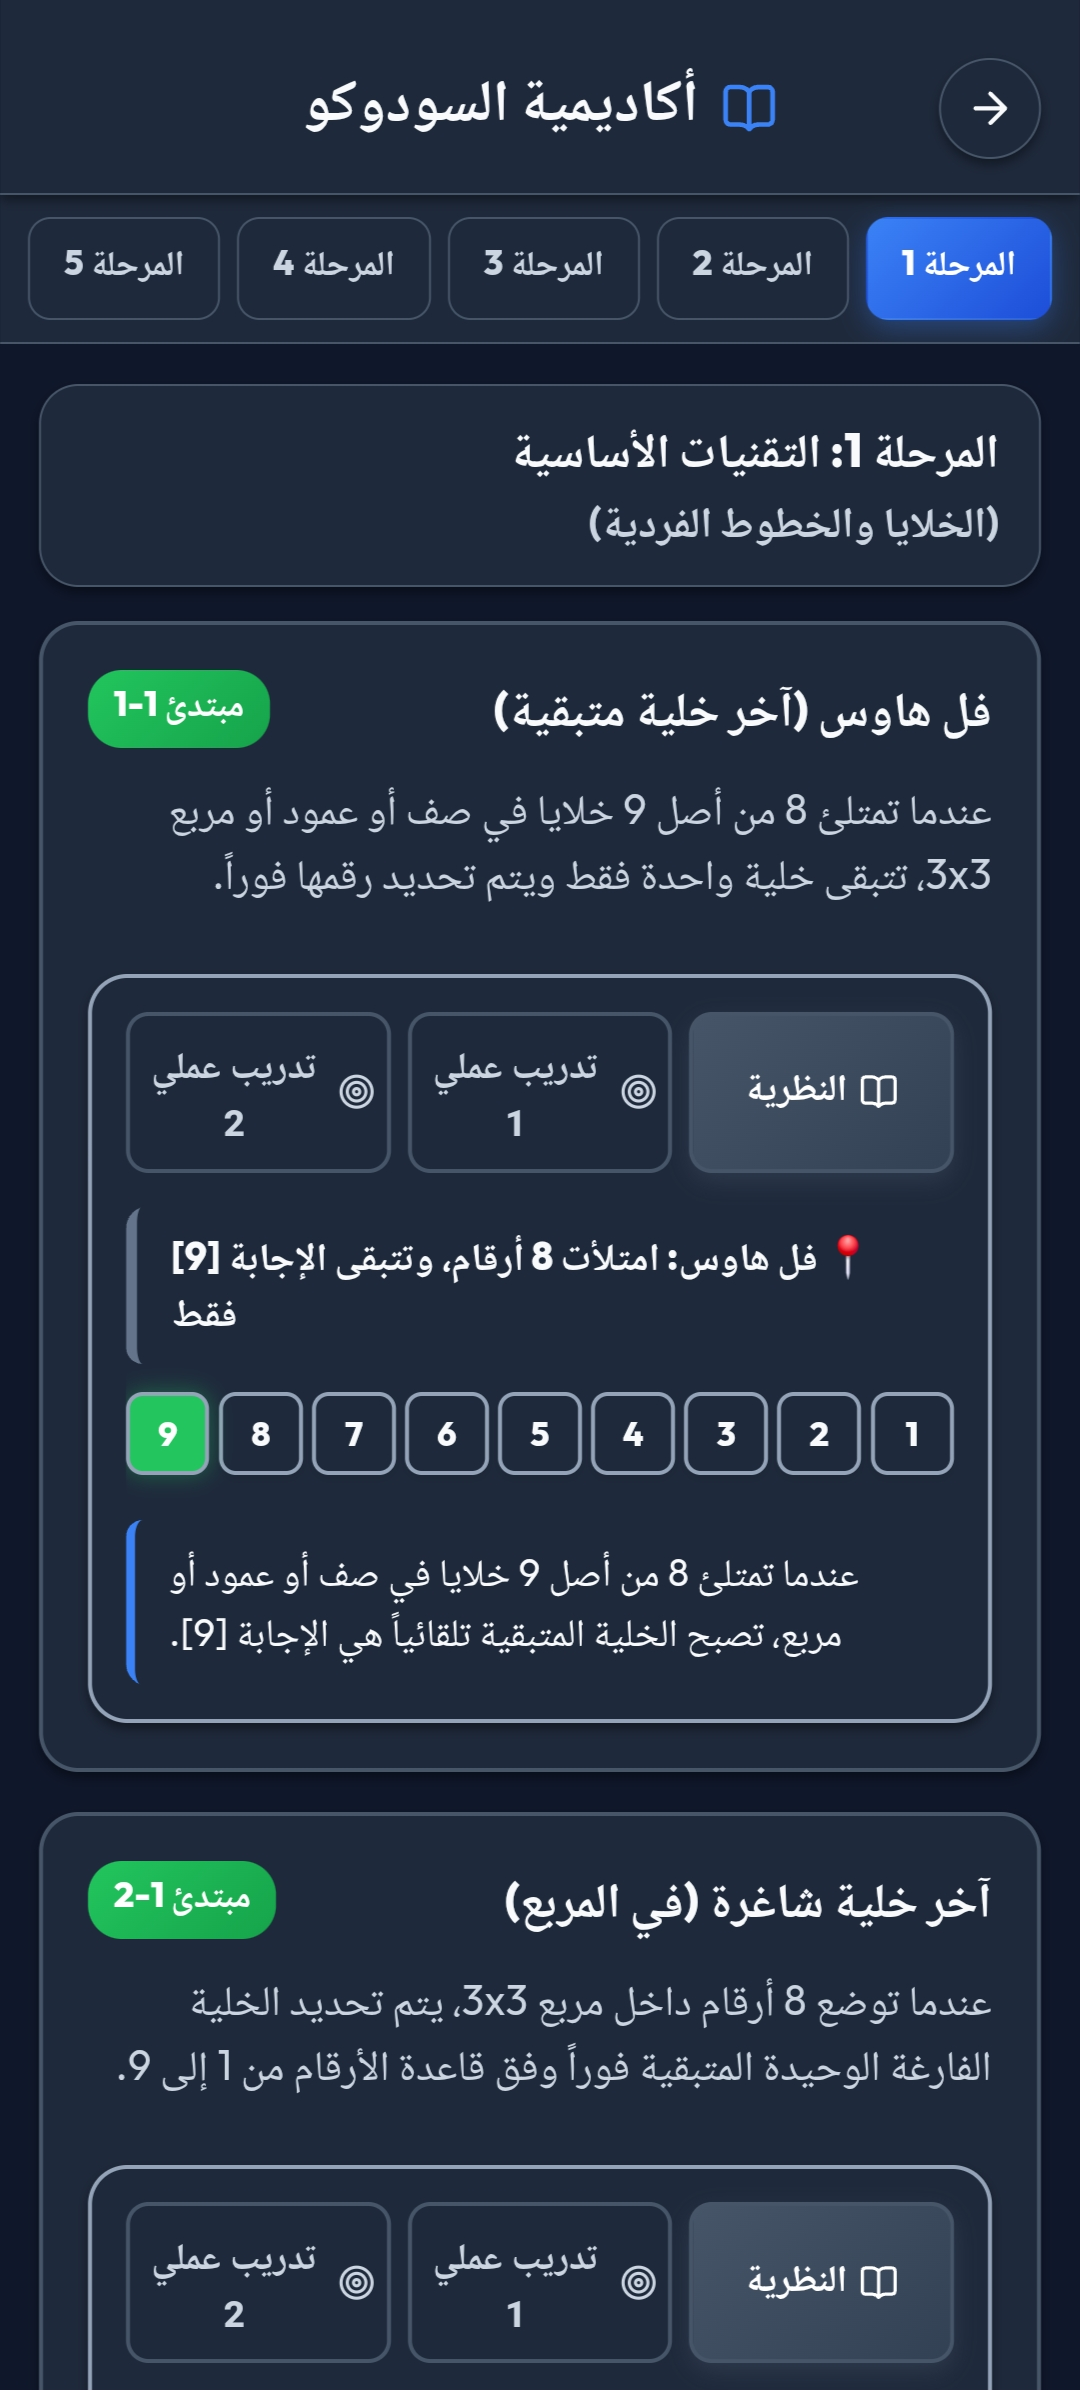 أكاديمية السودوكو
المرحلة 1
المرحلة 2
المرحلة 3
المرحلة 4
المرحلة 5
المرحلة 1: التقنيات الأساسية
(الخلايا والخطوط الفردية)
فل هاوس (آخر خلية متبقية)
مبتدئ 1-1
عندما تمتلئ 8 من أصل 9 خلايا في صف أو عمود أو مربع
3x3، تتبقى خلية واحدة فقط ويتم تحديد رقمها فوراً.
النظرية
تدريب عملي
1
تدريب عملي
2
📍 فل هاوس: امتلأت 8 أرقام، وتتبقى الإجابة [9]
فقط
1 2 3 4 5 6 7 8 9
عندما تمتلئ 8 من أصل 9 خلايا في صف أو عمود أو
مربع، تصبح الخلية المتبقية تلقائياً هي الإجابة [9].
آخر خلية شاغرة (في المربع)
مبتدئ 1-2
عندما توضع 8 أرقام داخل مربع 3x3، يتم تحديد الخلية
الفارغة الوحيدة المتبقية فوراً وفق قاعدة الأرقام من 1 إلى 9.
النظرية
تدريب عملي
1
تدريب عملي
2